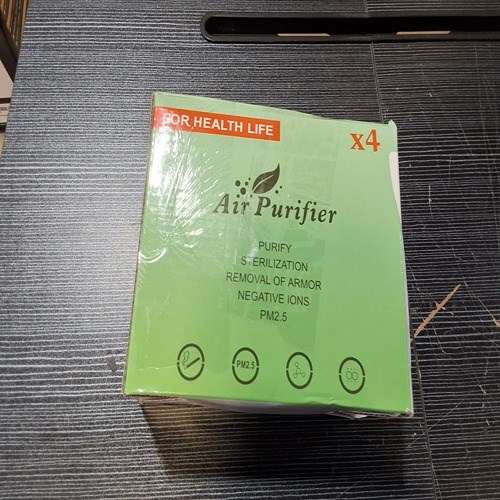 FOR HEALTH LIFE
x4
Air Purifier
PURIFY
STERILIZATION
REMOVAL OF ARMOR
NEGATIVE IONS
PM2.5
PM2.5